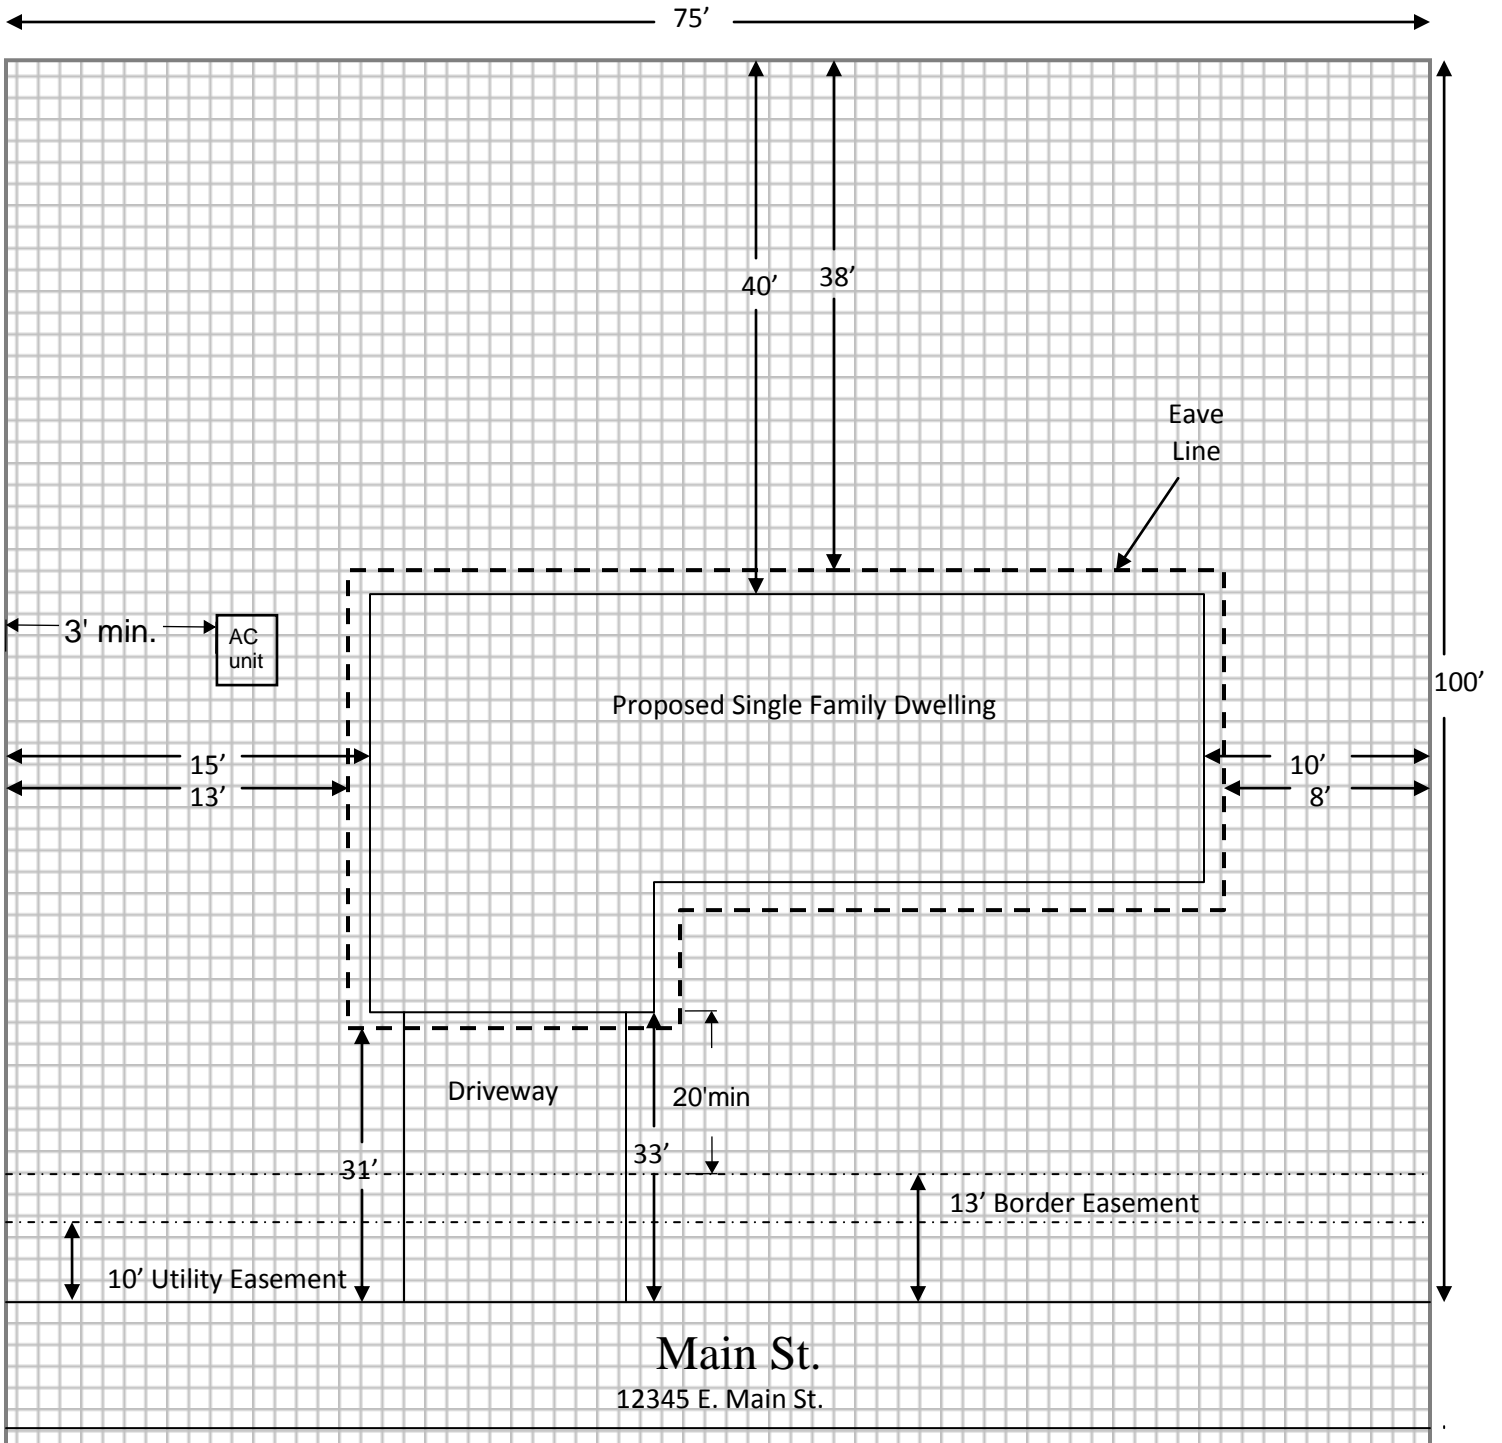 75’
40’
38’
Eave
Line
3' min.
AC
unit
100’
Proposed Single Family Dwelling
15’
10’
13’
8’
Driveway
20'min
31’
33’
13’ Border Easement
10’ Utility Easement
Main St.
12345 E. Main St.